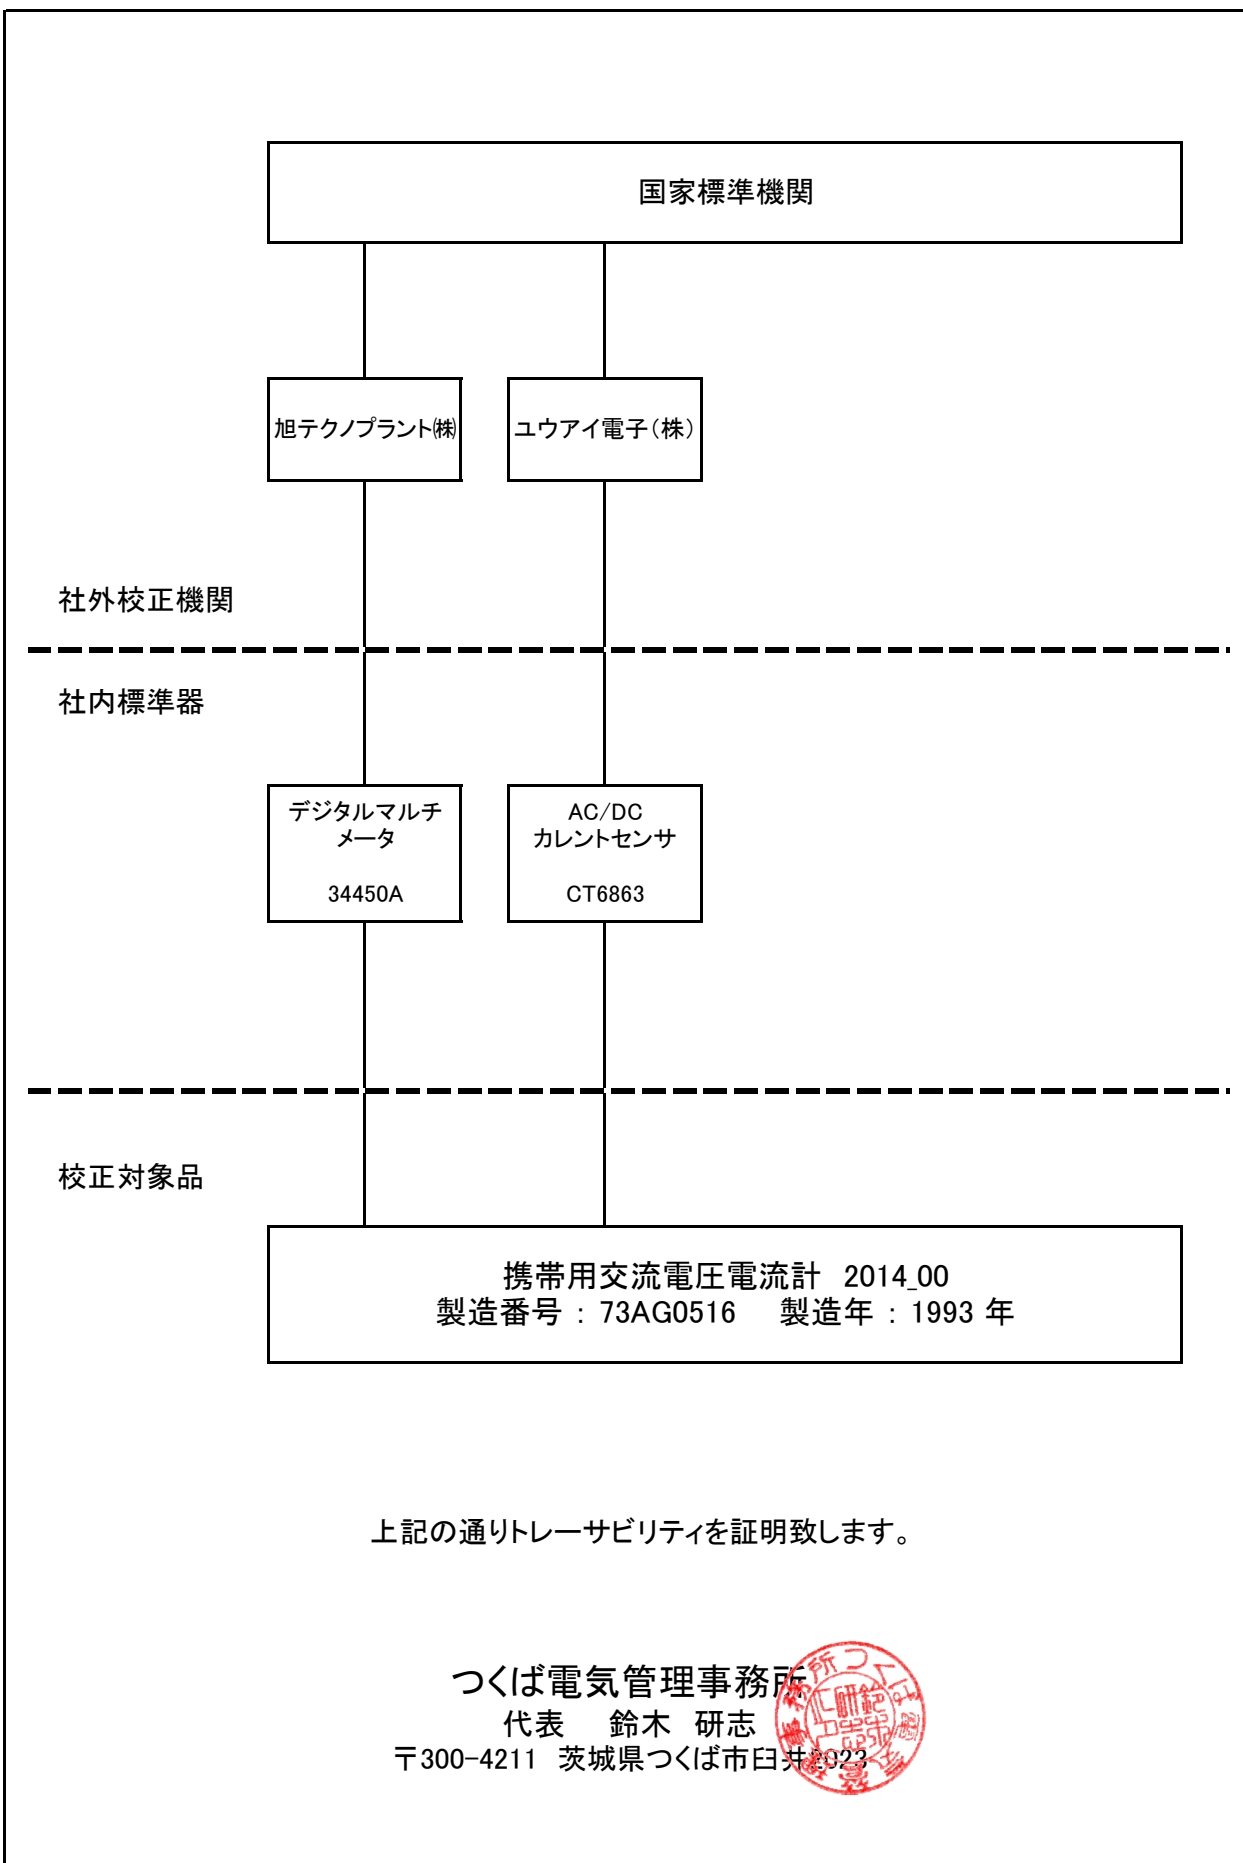 国家標準機関
旭テクノプラント㈱
ユウアイ電子（株）
社外校正機関
社内標準器
デジタルマルチ
メータ
34450A
AC/DC
カレントセンサ
CT6863
校正対象品
携帯用交流電圧電流計 2014_00
製造番号 : 73AG0516 製造年 : 1993 年
上記の通りトレーサビリティを証明致します。
つくば電気管理事務所
代表 鈴木 研志
〒300-4211 茨城県つくば市臼井2023